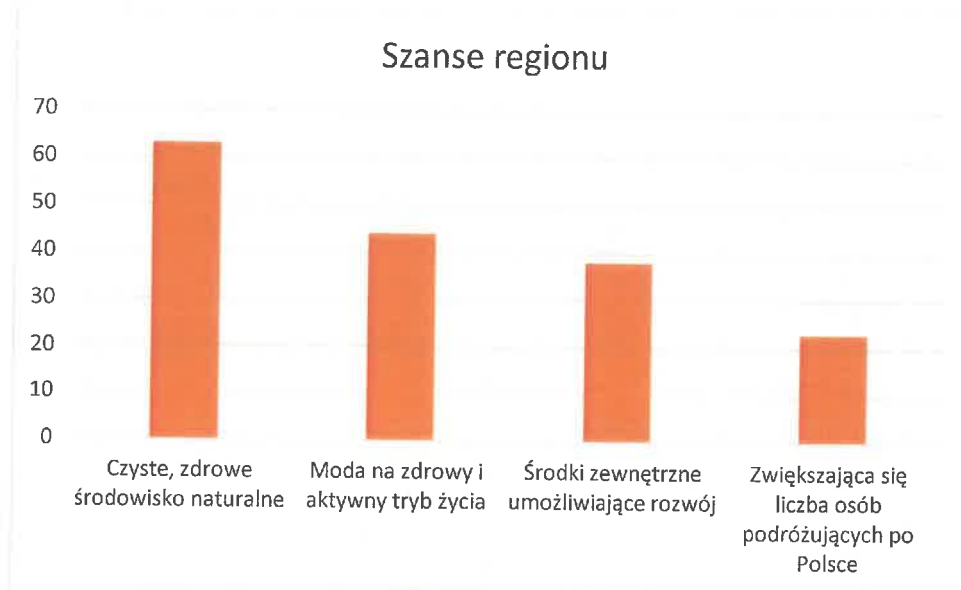 Szanse regionu
70
60
50
40
30
20
10
0
Czyste, zdrowe
środowisko naturalne
Moda na zdrowy i
aktywny tryb życia
Środki zewnętrzne
umożliwiające rozwój
Zwiększająca się
liczba osób
podróżujących po
Polsce